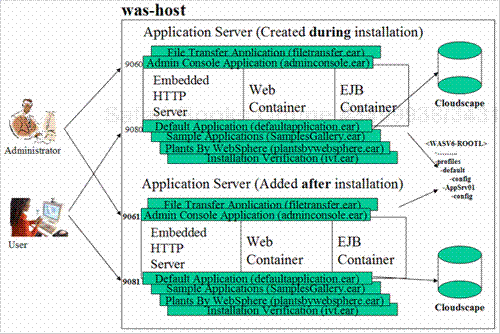 was-host
Application Server (Created during installation)
File Transfer Application (filetransfer.ear)
9060
Admin Console Application (adminconsole.ear)
Embedded
HTTP
Server
Web
Container
EJB
Container
Cloudscape
9080
Default Application (defaultapplication.ear)
Sample Applications (SamplesGallery.ear)
Plants By WebSphere (plantsbywebsphere.ear)
Installation Verification (ivt.ear)
Administrator
<WASV6-ROOTL>
-..........
-profiles
-default
-config
-AppSrv01
-config
Application Server (Added after installation)
File Transfer Application (filetransfer.ear)
9061
Admin Console Application (adminconsole.ear)
Embedded
HTTP
Server
Web
Container
EJB
Container
User
9081
Default Application (defaultapplication.ear)
Sample Applications (SamplesGallery.ear)
Plants By WebSphere (plantsbywebsphere.ear)
Installation Verification (ivt.ear)
Cloudscape